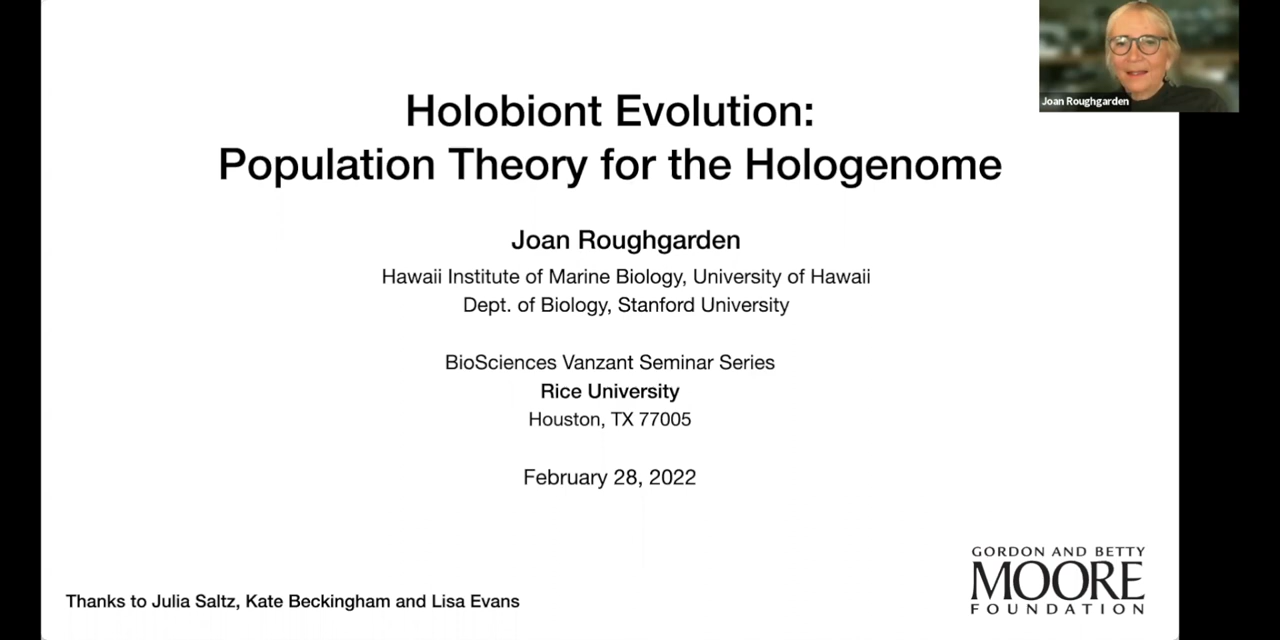 Holobiont Evolution:
Population Theory for the Hologenome
Joan Roughgarden
Hawaii Institute of Marine Biology, University of Hawaii
Dept. of Biology, Stanford University
BioSciences Vanzant Seminar Series
Rice University
Houston, TX 77005
February 28, 2022
Thanks to Julia Saltz, Kate Beckingham and Lisa Evans
GORDON AND BETTY
MOORE
FOUNDATION
Joan Roughgarden